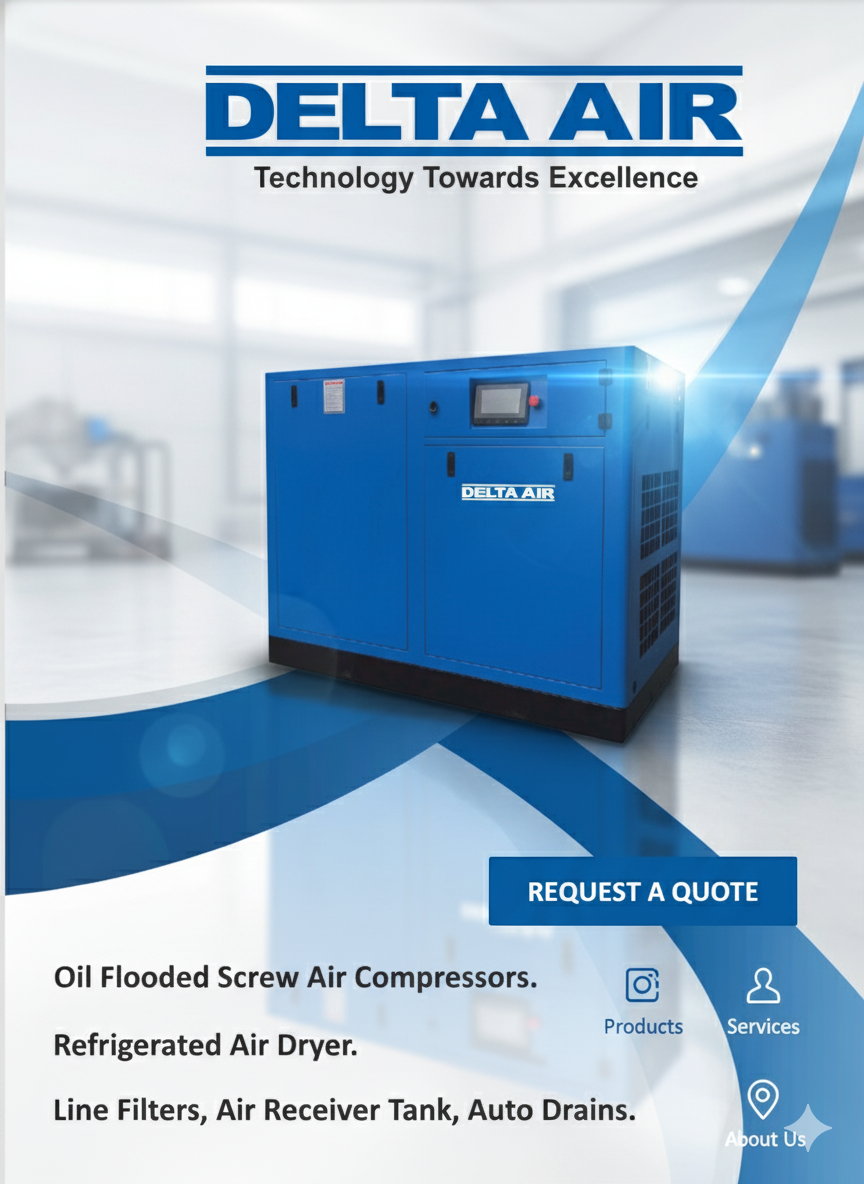 DELTA AIR
Technology Towards Excellence
DELTA AIR
REQUEST A QUOTE
Oil Flooded Screw Air Compressors.
Refrigerated Air Dryer.
Line Filters, Air Receiver Tank, Auto Drains.
Products
Services
About Us